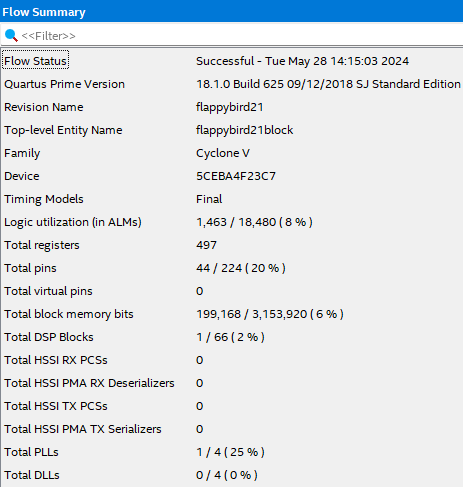 Flow Summary
<<Filter>>
Flow Status Successful - Tue May 28 14:15:03 2024
Quartus Prime Version 18.1.0 Build 625 09/12/2018 SJ Standard Edition
Revision Name flappybird21
Top-level Entity Name flappybird21block
Family Cyclone V
Device 5CEBA4F23C7
Timing Models Final
Logic utilization (in ALMs) 1,463 / 18,480 ( 8 % )
Total registers 497
Total pins 44 / 224 ( 20 % )
Total virtual pins 0
Total block memory bits 199,168 / 3,153,920 ( 6 % )
Total DSP Blocks 1 / 66 ( 2 % )
Total HSSI RX PCSs 0
Total HSSI PMA RX Deserializers 0
Total HSSI TX PCSs 0
Total HSSI PMA TX Serializers 0
Total PLLs 1 / 4 ( 25 % )
Total DLLs 0 / 4 ( 0 % )